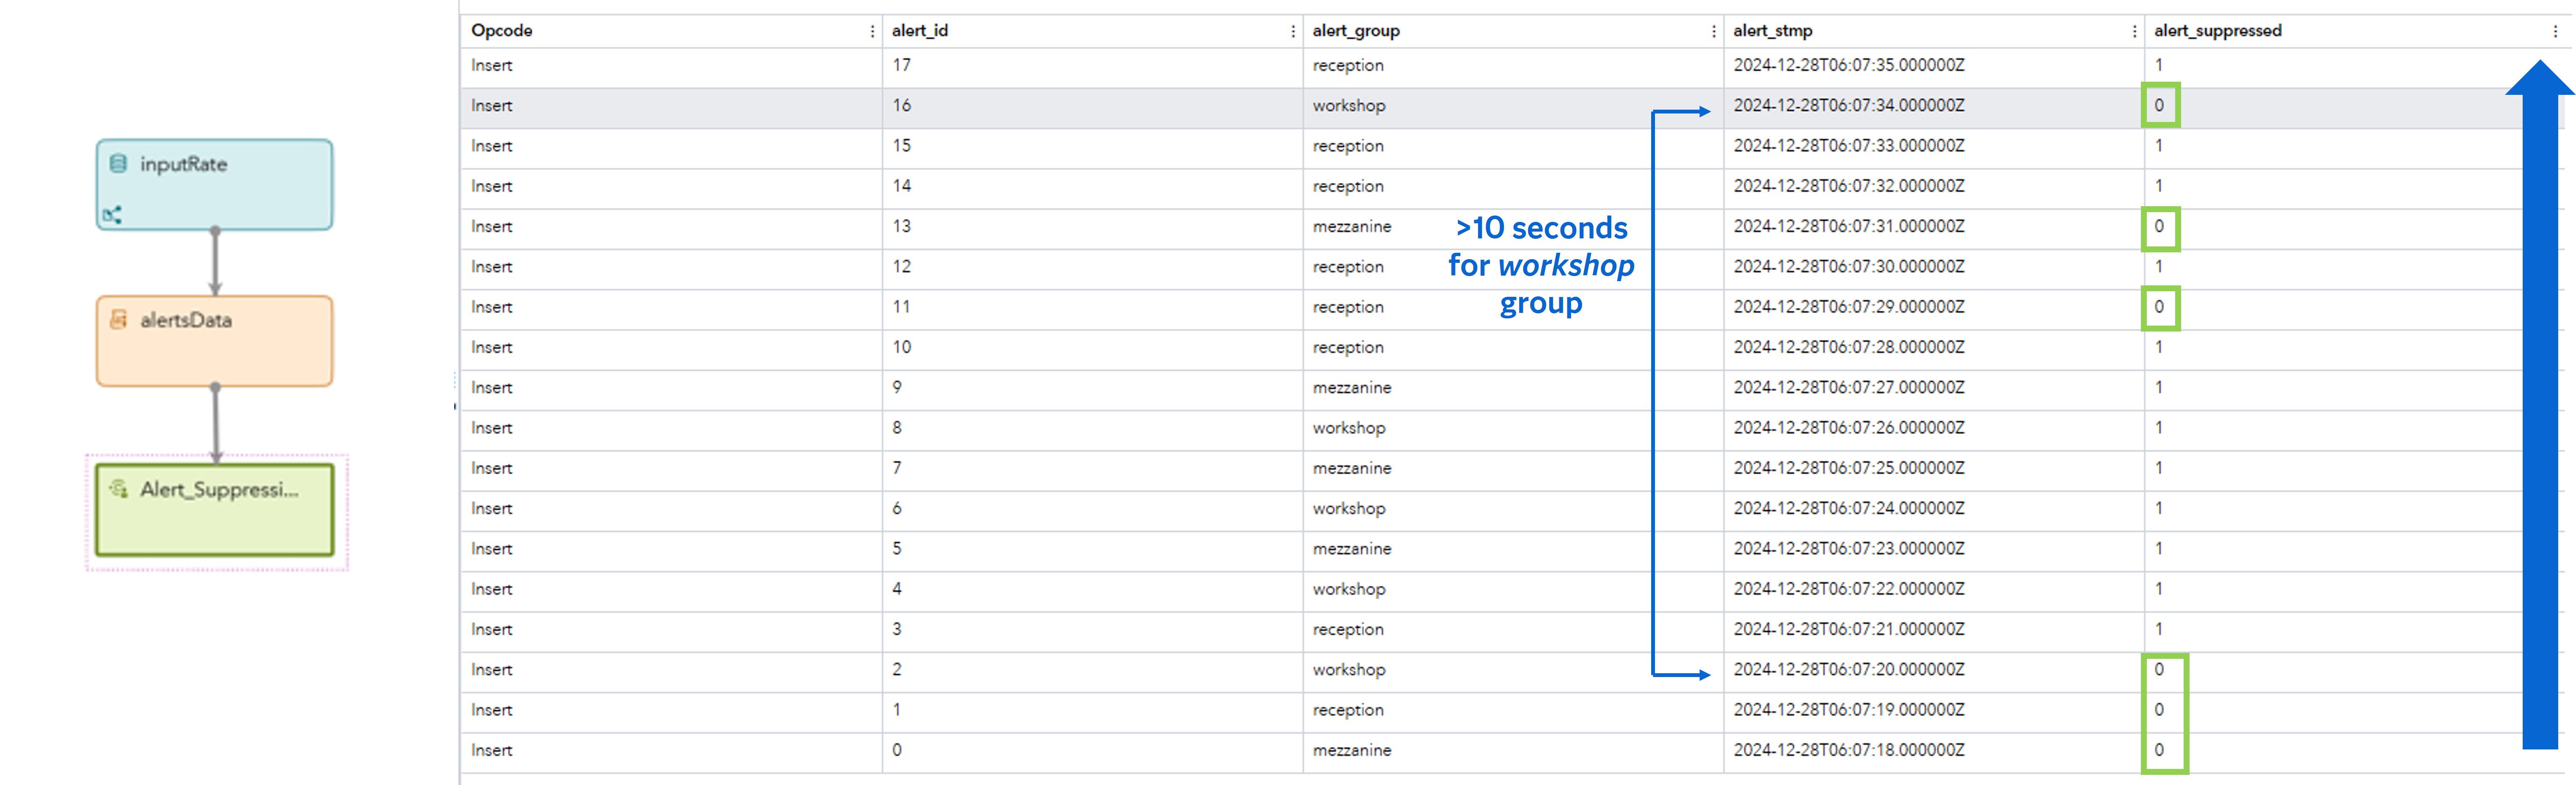 inputRate
alertsData
Alert_Suppressi...
Opcode alert_id alert_group alert_stmp alert_suppressed
Insert 17 reception 2024-12-28T06:07:35.000000Z 1
Insert 16 workshop 2024-12-28T06:07:34.000000Z 0
Insert 15 reception 2024-12-28T06:07:33.000000Z 1
Insert 14 reception 2024-12-28T06:07:32.000000Z 1
Insert 13 mezzanine 2024-12-28T06:07:31.000000Z 0
Insert 12 reception 2024-12-28T06:07:30.000000Z 1
Insert 11 reception 2024-12-28T06:07:29.000000Z 0
Insert 10 reception 2024-12-28T06:07:28.000000Z 1
Insert 9 mezzanine 2024-12-28T06:07:27.000000Z 1
Insert 8 workshop 2024-12-28T06:07:26.000000Z 1
Insert 7 mezzanine 2024-12-28T06:07:25.000000Z 1
Insert 6 workshop 2024-12-28T06:07:24.000000Z 1
Insert 5 mezzanine 2024-12-28T06:07:23.000000Z 1
Insert 4 workshop 2024-12-28T06:07:22.000000Z 1
Insert 3 reception 2024-12-28T06:07:21.000000Z 1
Insert 2 workshop 2024-12-28T06:07:20.000000Z 0
Insert 1 reception 2024-12-28T06:07:19.000000Z 0
Insert 0 mezzanine 2024-12-28T06:07:18.000000Z 0
>10 seconds
for workshop
group